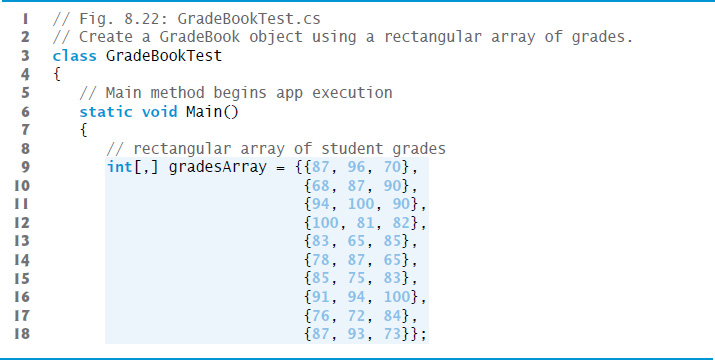 1 // Fig. 8.22: GradeBookTest.cs
2 // Create a GradeBook object using a rectangular array of grades.
3 class GradeBookTest
4 {
5 // Main method begins app execution
6 static void Main()
7 {
8 // rectangular array of student grades
9 int[,] gradesArray = {{87, 96, 70},
10 {68, 87, 90},
11 {94, 100, 90},
12 {100, 81, 82},
13 {83, 65, 85},
14 {78, 87, 65},
15 {85, 75, 83},
16 {91, 94, 100},
17 {76, 72, 84},
18 {87, 93, 73}};